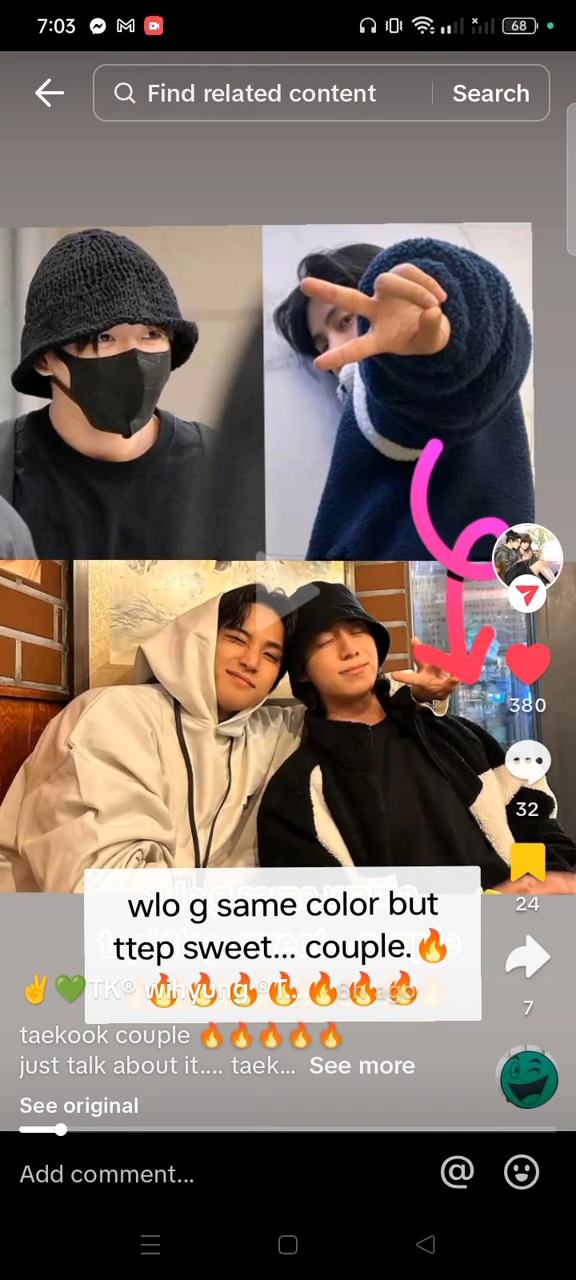 7:03
68
Find related content
Search
380
32
24
7
wlo g same color but
ttep sweet... couple.🔥
✌️💚TK® wihyung ®T...
taekook couple 🔥🔥🔥🔥🔥
just talk about it.... taek... See more
See original
Add comment...